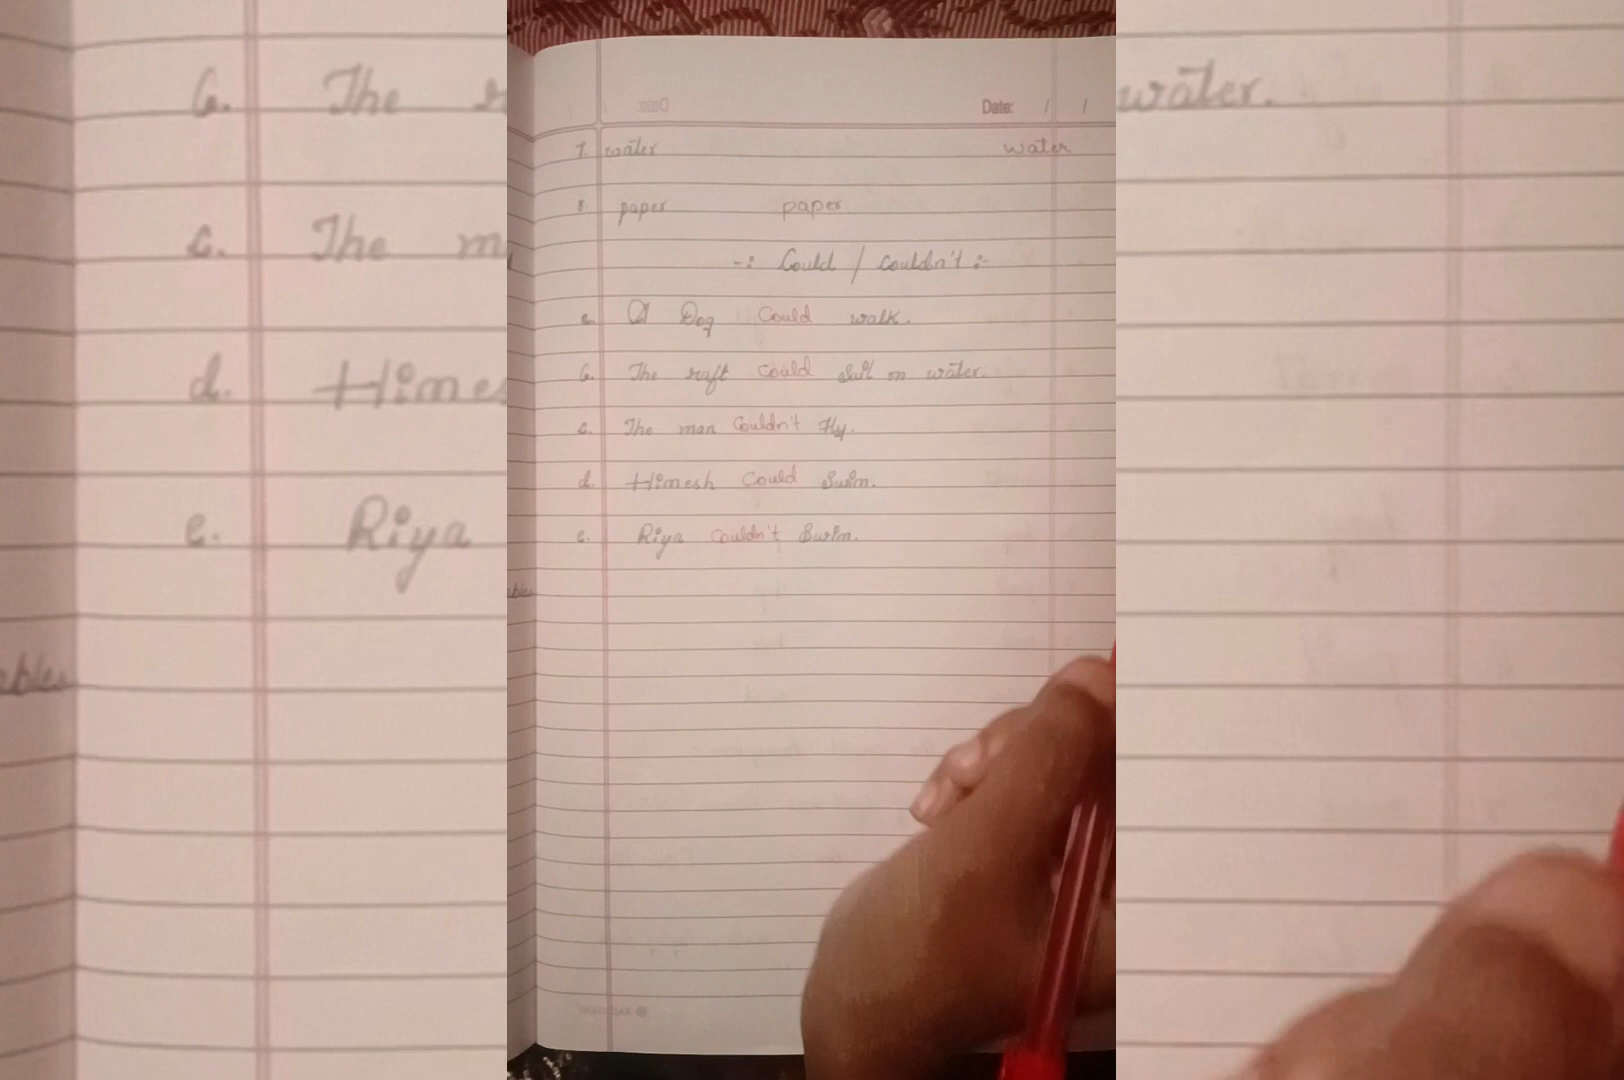 Date: / /
7. water water
8. paper paper
-: Could / Couldn't :-
a. A Dog Could walk.
b. The raft could sail on water.
c. The man Couldn't fly.
d. Himesh Could Swim.
e. Riya Couldn't Swim.